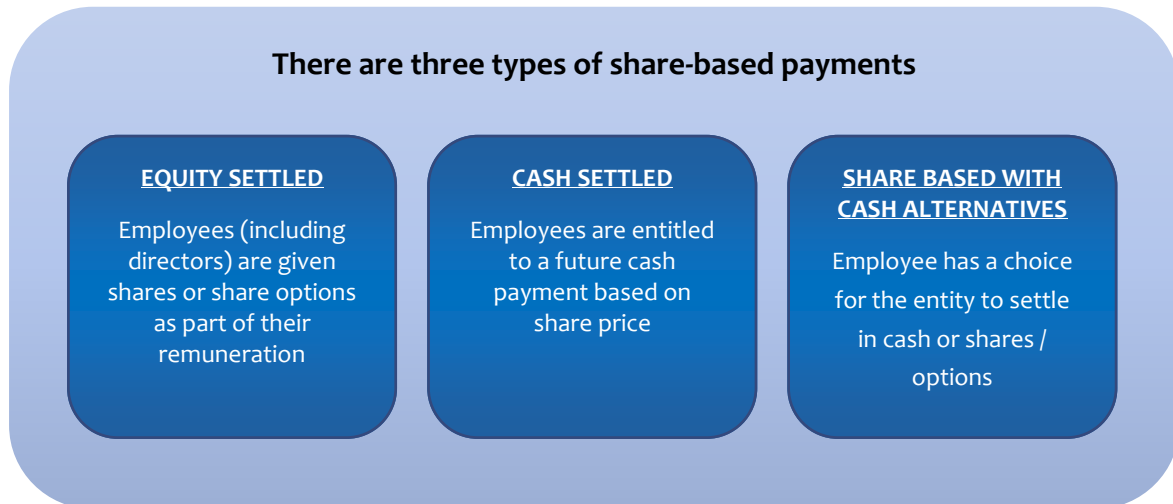 There are three types of share-based payments
EQUITY SETTLED
Employees (including
directors) are given
shares or share options
as part of their
remuneration
CASH SETTLED
Employees are entitled
to a future cash
payment based on
share price
SHARE BASED WITH
CASH ALTERNATIVES
Employee has a choice
for the entity to settle
in cash or shares /
options